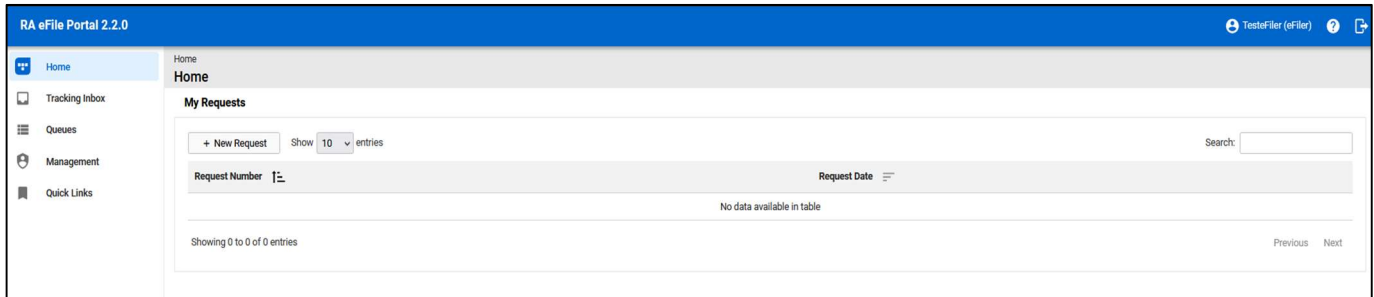 RA eFile Portal 2.2.0
TesteFiler (eFiler)
Home
Tracking Inbox
Queues
Management
Quick Links
Home
Home
My Requests
+ New Request Show 10 entries Search:
Request Number Request Date
No data available in table
Showing 0 to 0 of 0 entries Previous Next